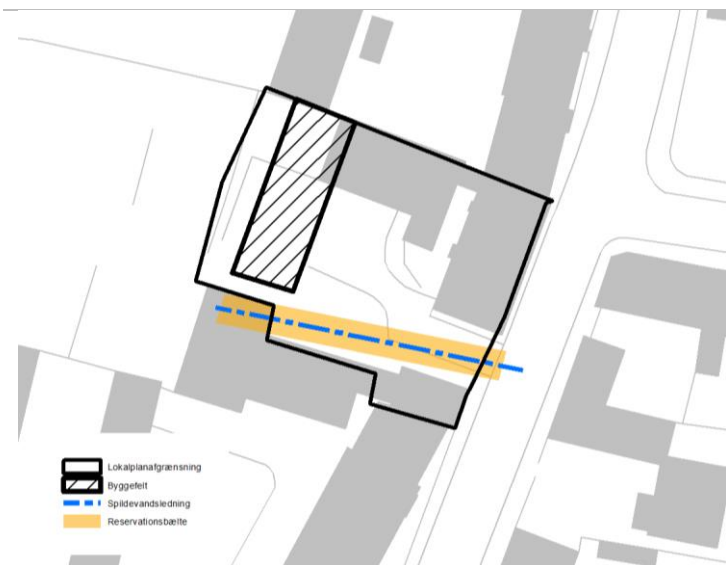 Lokalplanafgrænsning
Byggefelt
Spildevandsledning
Reservationsbælte